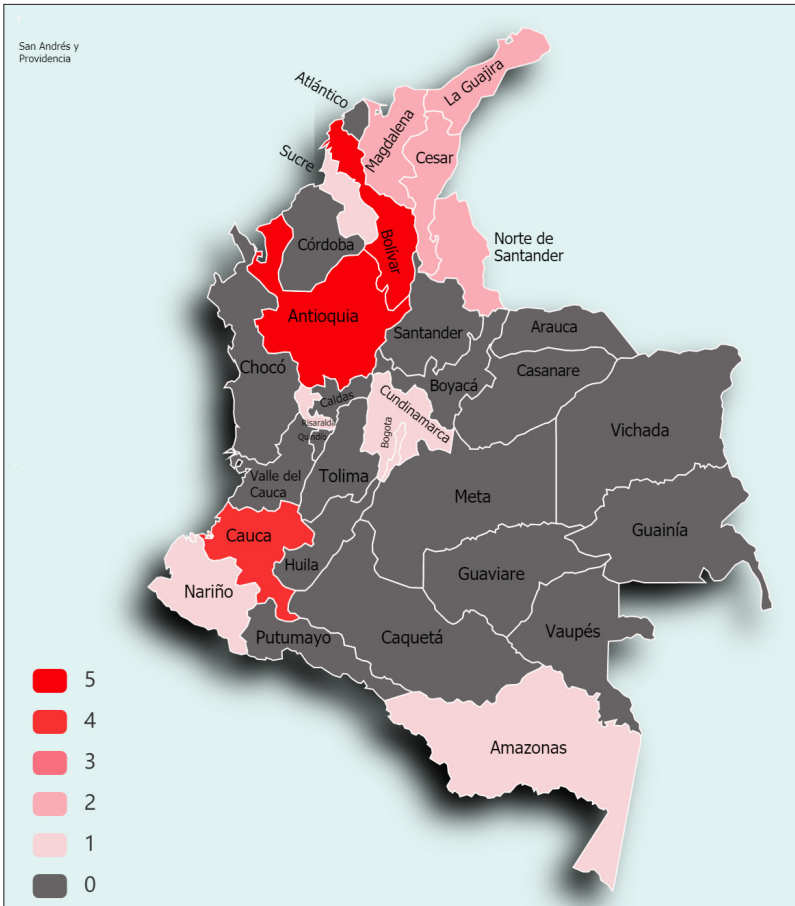 San Andrés y
Providencia
Atlántico
La Guajira
Magdalena
Sucre
Cesar
Norte de
Santander
Córdoba
Bolívar
Antioquia
Santander
Arauca
Chocó
Boyacá
Casanare
Caldas
Cundinamarca
Risaralda
Quindio
Bogota
Vichada
Valle del
Cauca
Tolima
Meta
Cauca
Guainía
Huila
Guaviare
Nariño
Putumayo
Caquetá
Vaupés
Amazonas
5
4
3
2
1
0